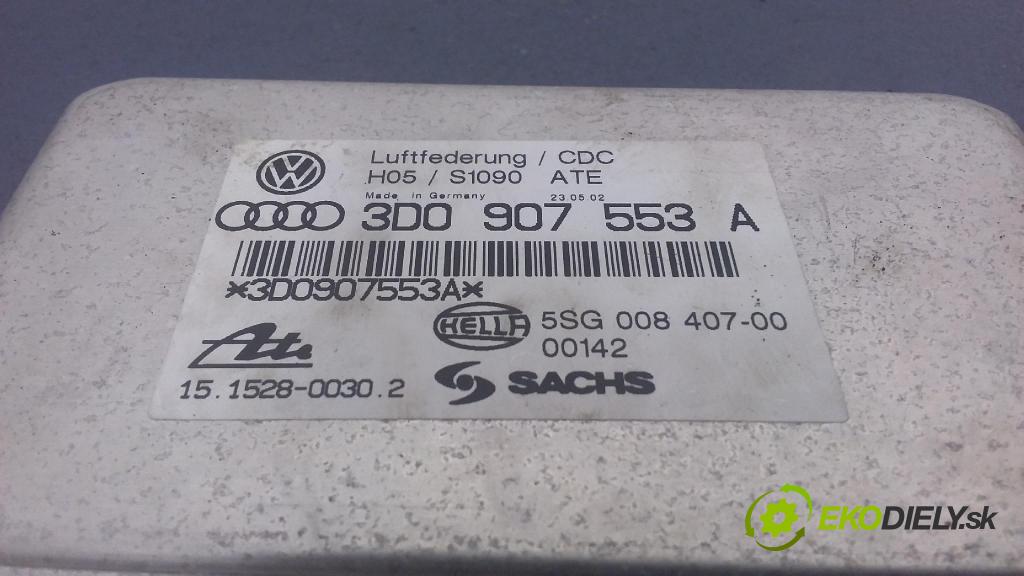 Luftfederung / CDC
H05 / S1090 ATE
Made in Germany 23.05.02
3D0 907 553 A
*3D0907553A*
HELLA 5SG 008 407-00
00142
Ate
15.1528-0030.2
SACHS
EKODIELY.sk